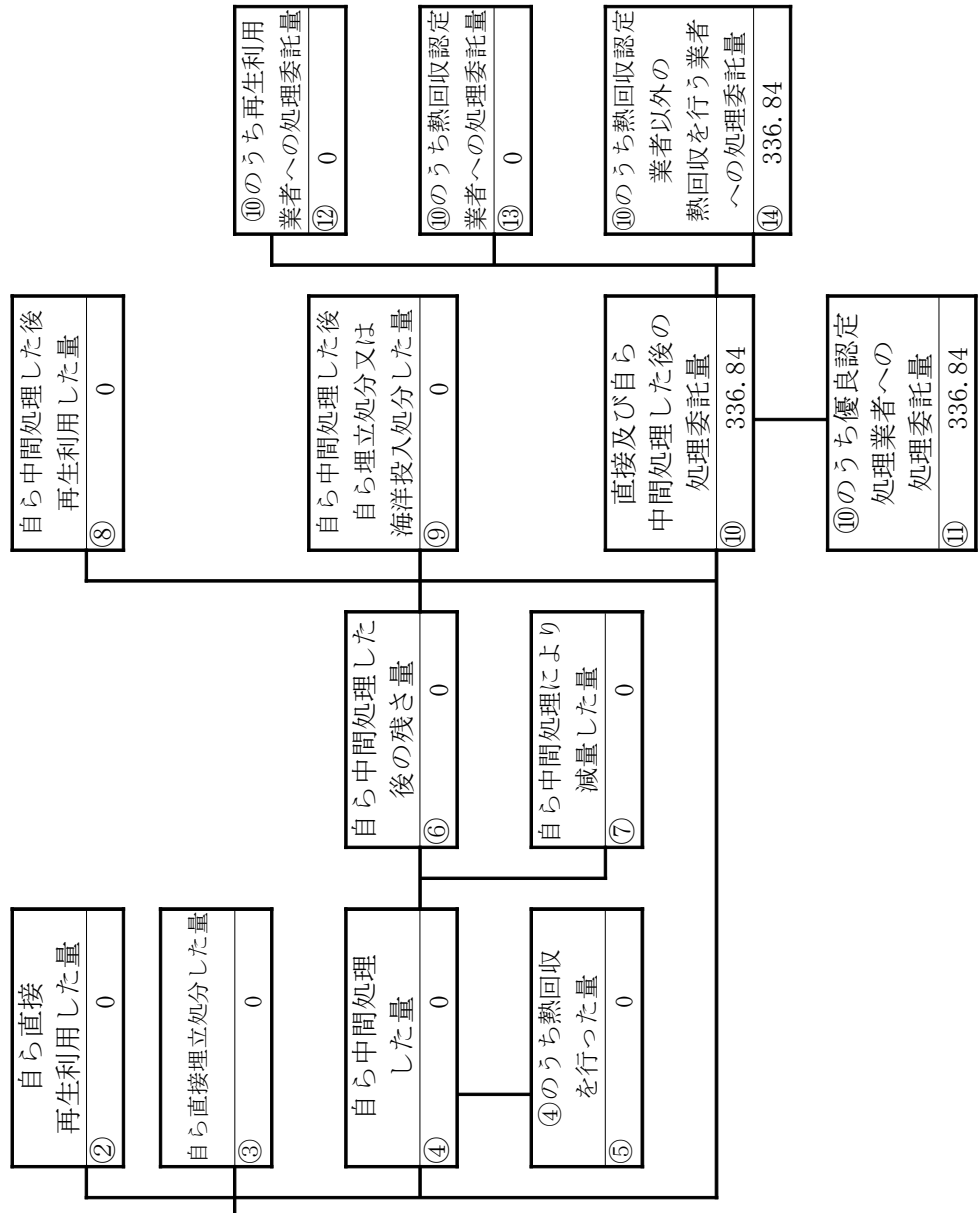 自ら直接
再生利用した量
② 0
自ら直接埋立処分した量
③ 0
自ら中間処理
した量
④ 0
④のうち熱回収
を行った量
⑤ 0
自ら中間処理した
後の残さ量
⑥ 0
自ら中間処理により
減量した量
⑦ 0
自ら中間処理した後
再生利用した量
⑧ 0
自ら中間処理した後
自ら埋立処分又は
海洋投入処分した量
⑨ 0
直接及び自ら
中間処理した後の
処理委託量
⑩ 336.84
⑩のうち優良認定
処理業者への
処理委託量
⑪ 336.84
⑩のうち再生利用
業者への処理委託量
⑫ 0
⑩のうち熱回収認定
業者への処理委託量
⑬ 0
⑩のうち熱回収認定
業者以外の
熱回収を行う業者
への処理委託量
⑭ 336.84